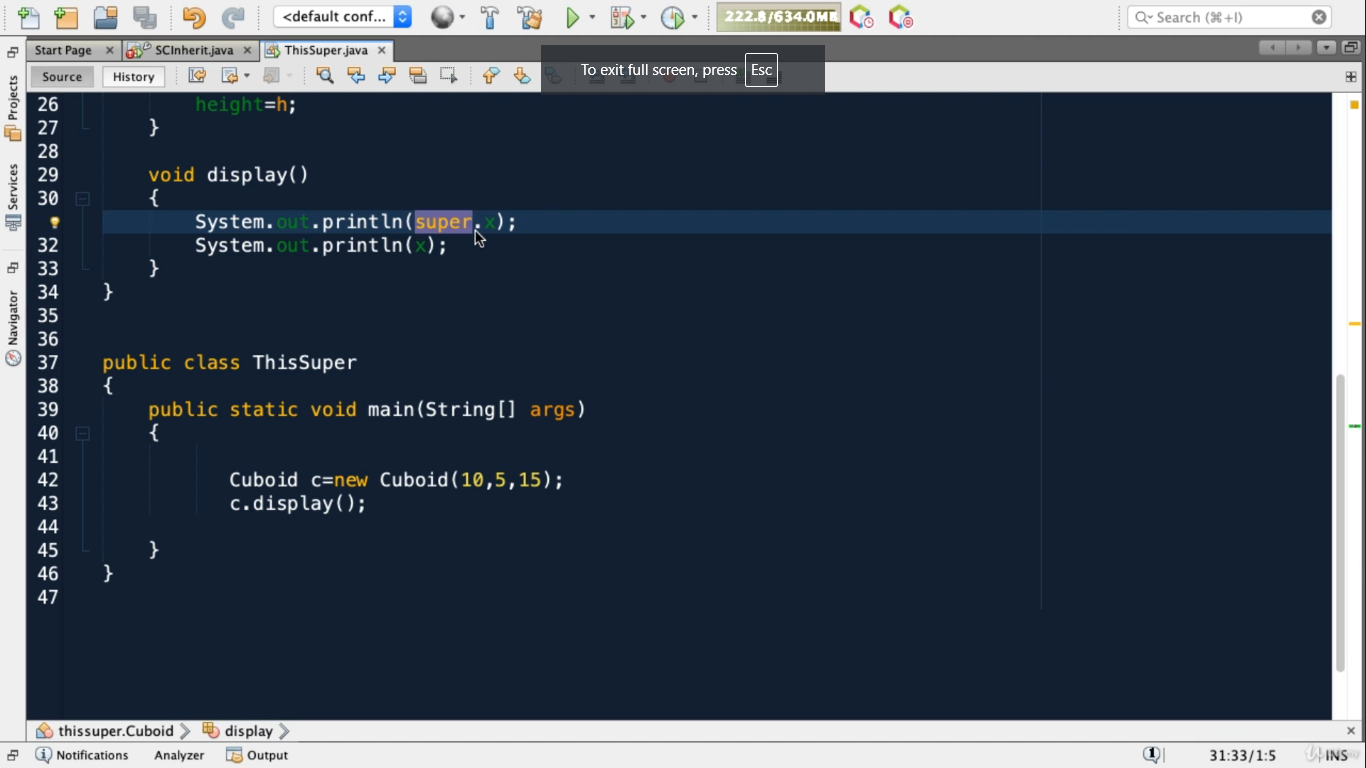 <default conf...
222.8/634.0MB
Search (⌘+I)
Start Page
SCInherit.java
ThisSuper.java
To exit full screen, press Esc
Source
History
Projects
Services
Navigator
26 height=h;
27 }
28
29 void display()
30 {
System.out.println(super.x);
32 System.out.println(x);
33 }
34 }
35
36
37 public class ThisSuper
38 {
39 public static void main(String[] args)
40 {
41
42 Cuboid c=new Cuboid(10,5,15);
43 c.display();
44
45 }
46 }
47
thissuper.Cuboid
display
Notifications
Analyzer
Output
1
31:33/1:5
INS